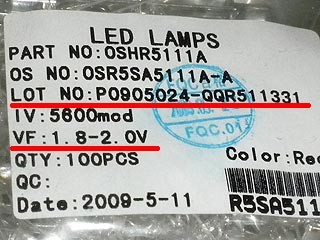 LED LAMPS
PART NO:OSHR5111A
OS NO:OSR5SA5111A-A
LOT NO:P0905024-QQR511331
IV:5600mcd
VF:1.8-2.0V
FQC.01
QTY:100PCS
Color:Rec
QC:
Date:2009-5-11
R5SA511